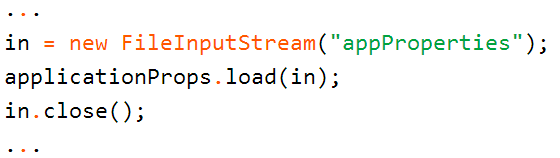 ...
in = new FileInputStream("appProperties");
applicationProps.load(in);
in.close();
...